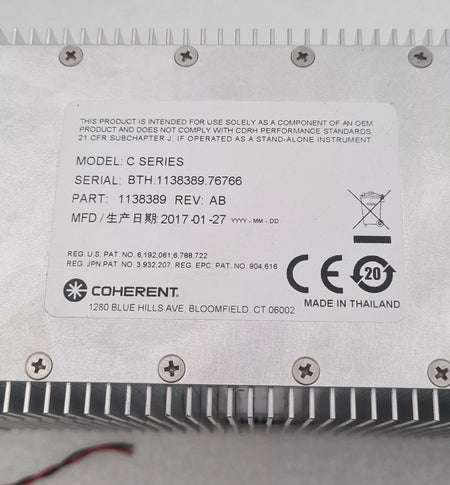 THIS PRODUCT IS INTENDED FOR USE SOLELY AS A COMPONENT OF AN OEM
PRODUCT AND DOES NOT COMPLY WITH CDRH PERFORMANCE STANDARDS,
21 CFR SUBCHAPTER J, IF OPERATED AS A STAND-ALONE INSTRUMENT.
MODEL: C SERIES
SERIAL: BTH.1138389.76766
PART: 1138389 REV: AB
MFD / 生产日期: 2017-01-27 YYYY - MM - DD
REG. U.S. PAT. NO. 6,192,061;6,788,722
REG. JPN PAT. NO. 3,932,207, REG. EPC. PAT. NO. 904,616
CE 20
COHERENT.
MADE IN THAILAND
1280 BLUE HILLS AVE. BLOOMFIELD, CT 06002